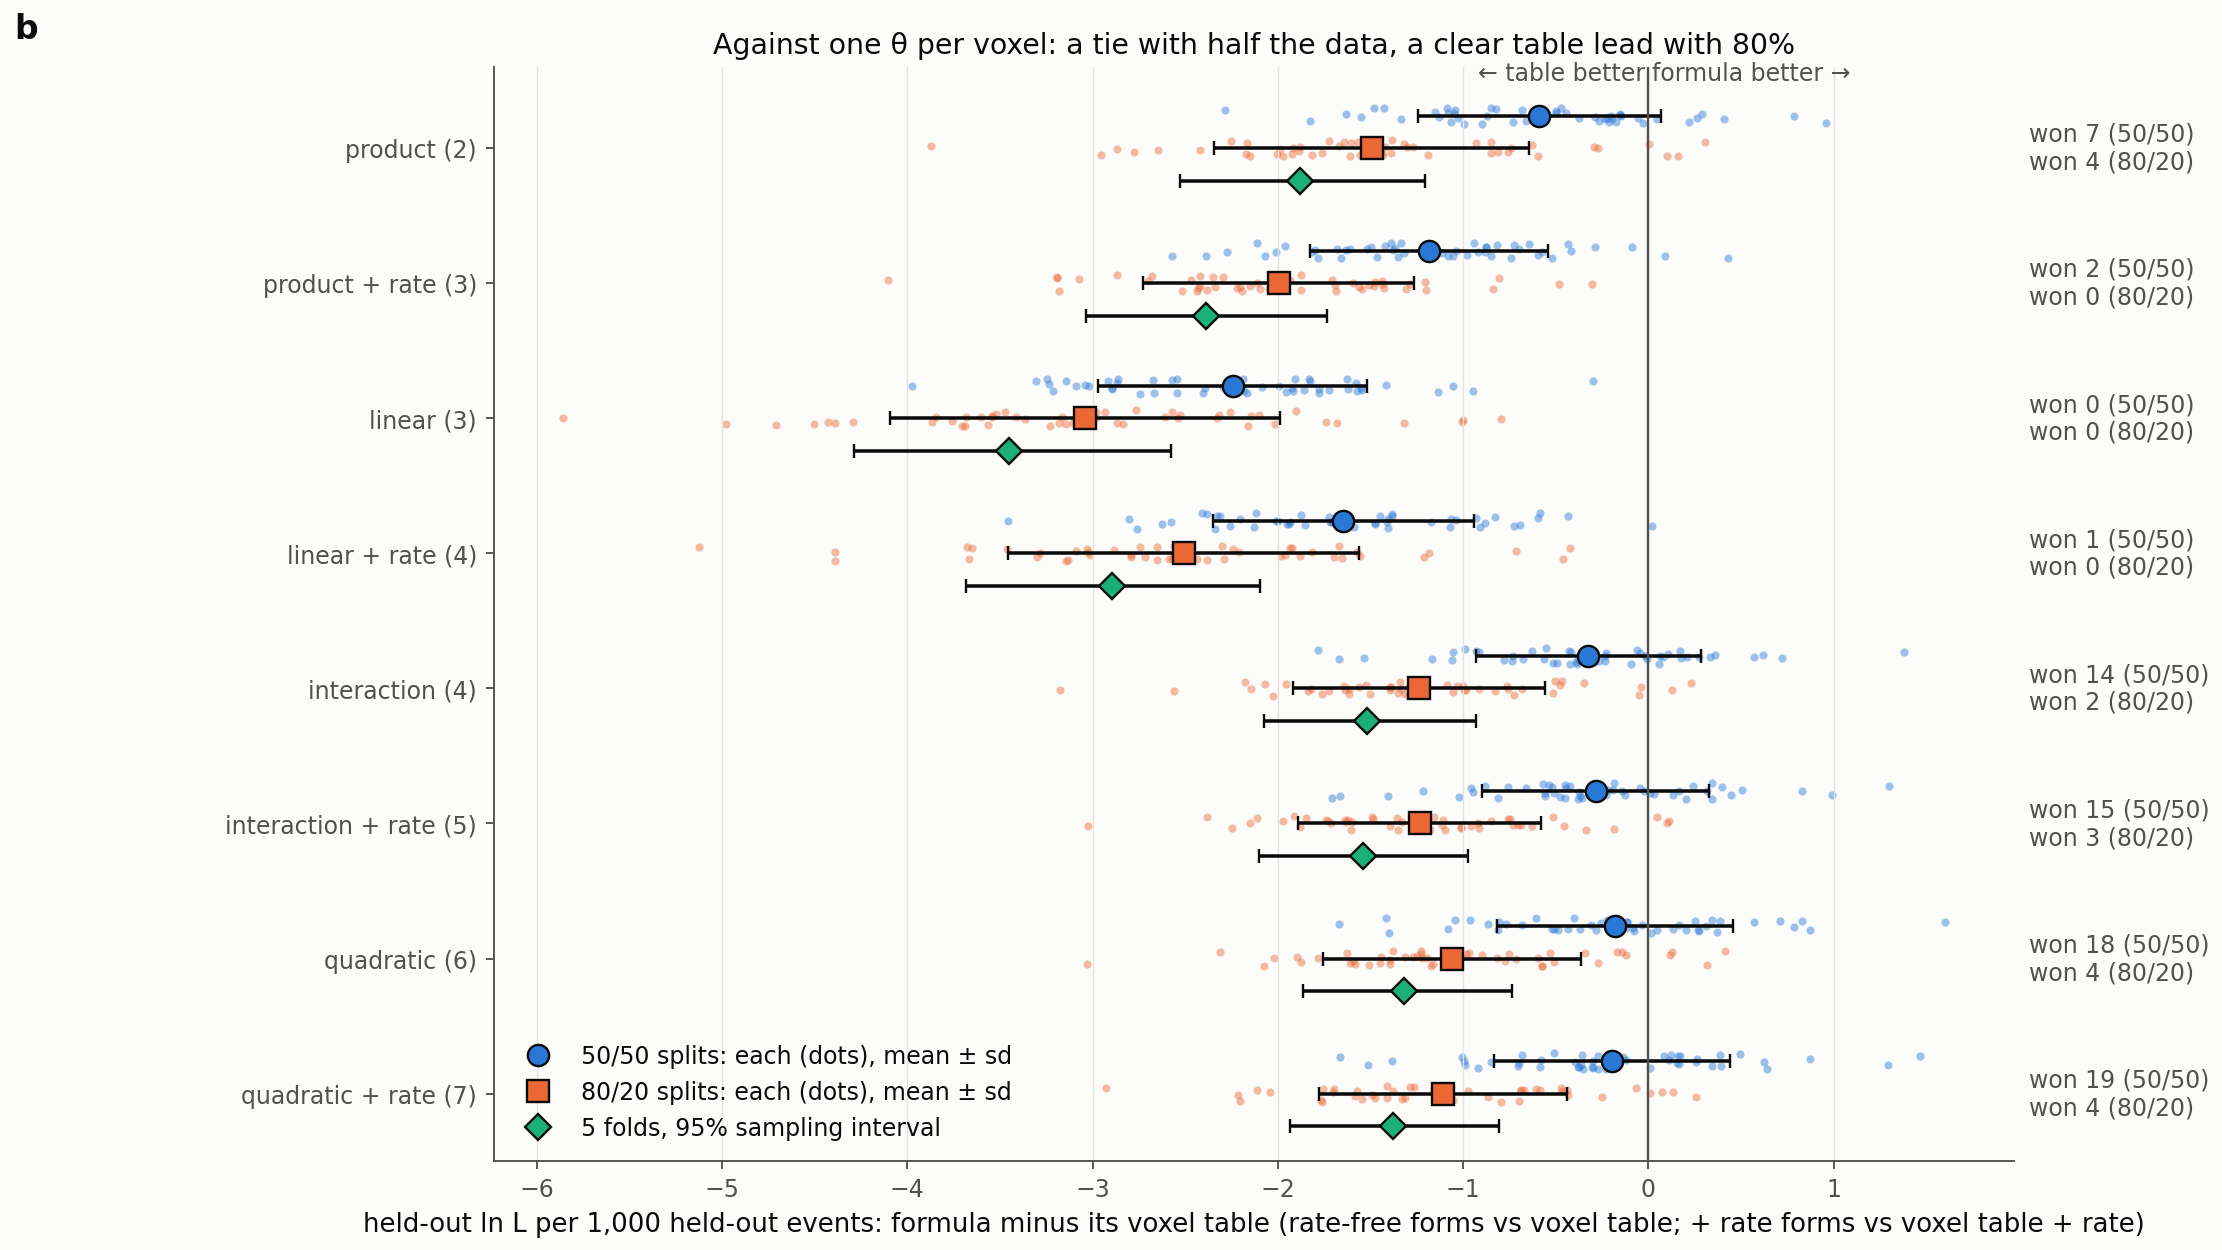 b
Against one θ per voxel: a tie with half the data, a clear table lead with 80%
← table better formula better →
product (2)
won 7 (50/50)
won 4 (80/20)
product + rate (3)
won 2 (50/50)
won 0 (80/20)
linear (3)
won 0 (50/50)
won 0 (80/20)
linear + rate (4)
won 1 (50/50)
won 0 (80/20)
interaction (4)
won 14 (50/50)
won 2 (80/20)
interaction + rate (5)
won 15 (50/50)
won 3 (80/20)
quadratic (6)
won 18 (50/50)
won 4 (80/20)
quadratic + rate (7)
won 19 (50/50)
won 4 (80/20)
50/50 splits: each (dots), mean ± sd
80/20 splits: each (dots), mean ± sd
5 folds, 95% sampling interval
−6 −5 −4 −3 −2 −1 0 1
held-out ln L per 1,000 held-out events: formula minus its voxel table (rate-free forms vs voxel table; + rate forms vs voxel table + rate)